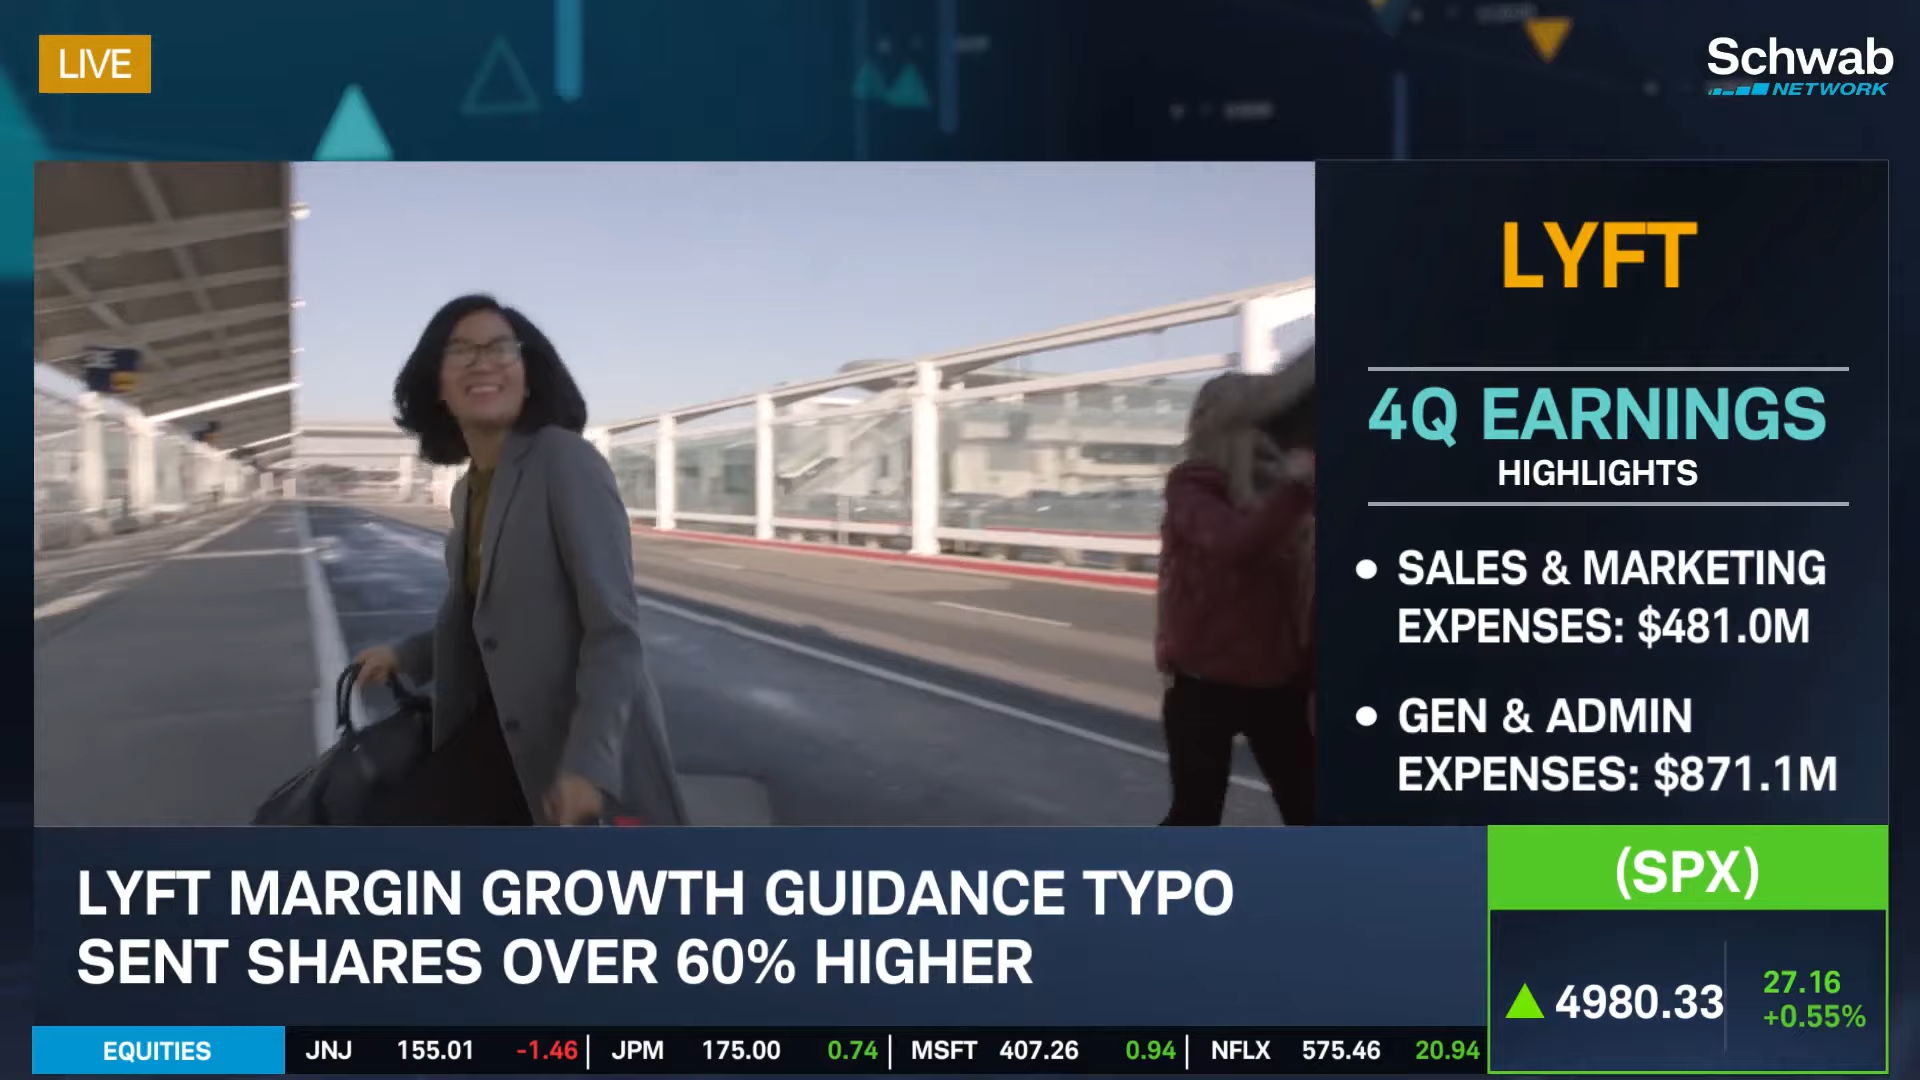 LIVE
Schwab
NETWORK
LYFT
4Q EARNINGS
HIGHLIGHTS
• SALES & MARKETING
EXPENSES: $481.0M
• GEN & ADMIN
EXPENSES: $871.1M
LYFT MARGIN GROWTH GUIDANCE TYPO
SENT SHARES OVER 60% HIGHER
(SPX)
4980.33
27.16
+0.55%
EQUITIES
JNJ 155.01 -1.46 | JPM 175.00 0.74 | MSFT 407.26 0.94 | NFLX 575.46 20.94